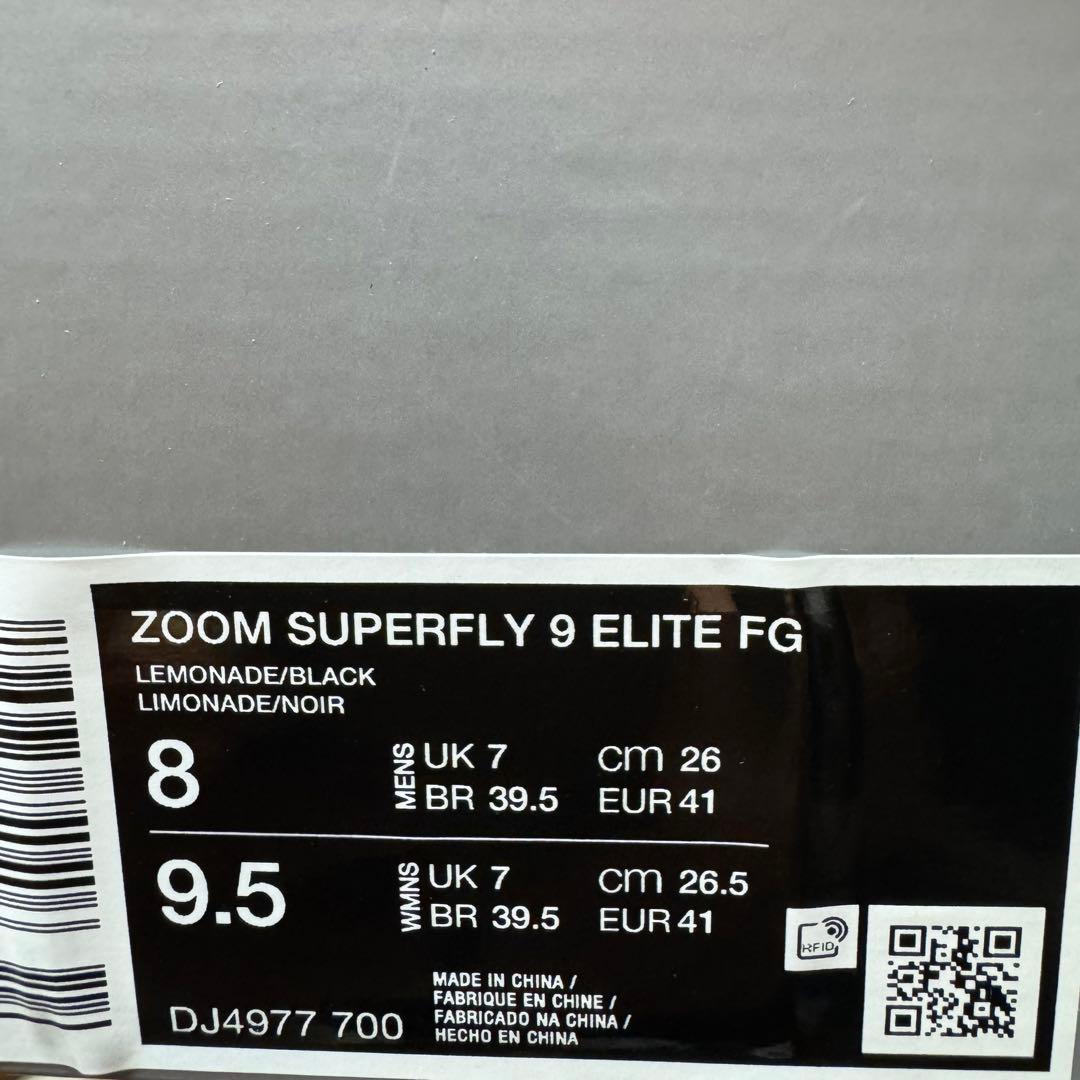 ZOOM SUPERFLY 9 ELITE FG
LEMONADE/BLACK
LIMONADE/NOIR
8 MENS UK 7 cm 26
BR 39.5 EUR 41
9.5 WMNS UK 7 cm 26.5
BR 39.5 EUR 41
RFID
MADE IN CHINA /
FABRIQUE EN CHINE /
FABRICADO NA CHINA /
HECHO EN CHINA
DJ4977 700